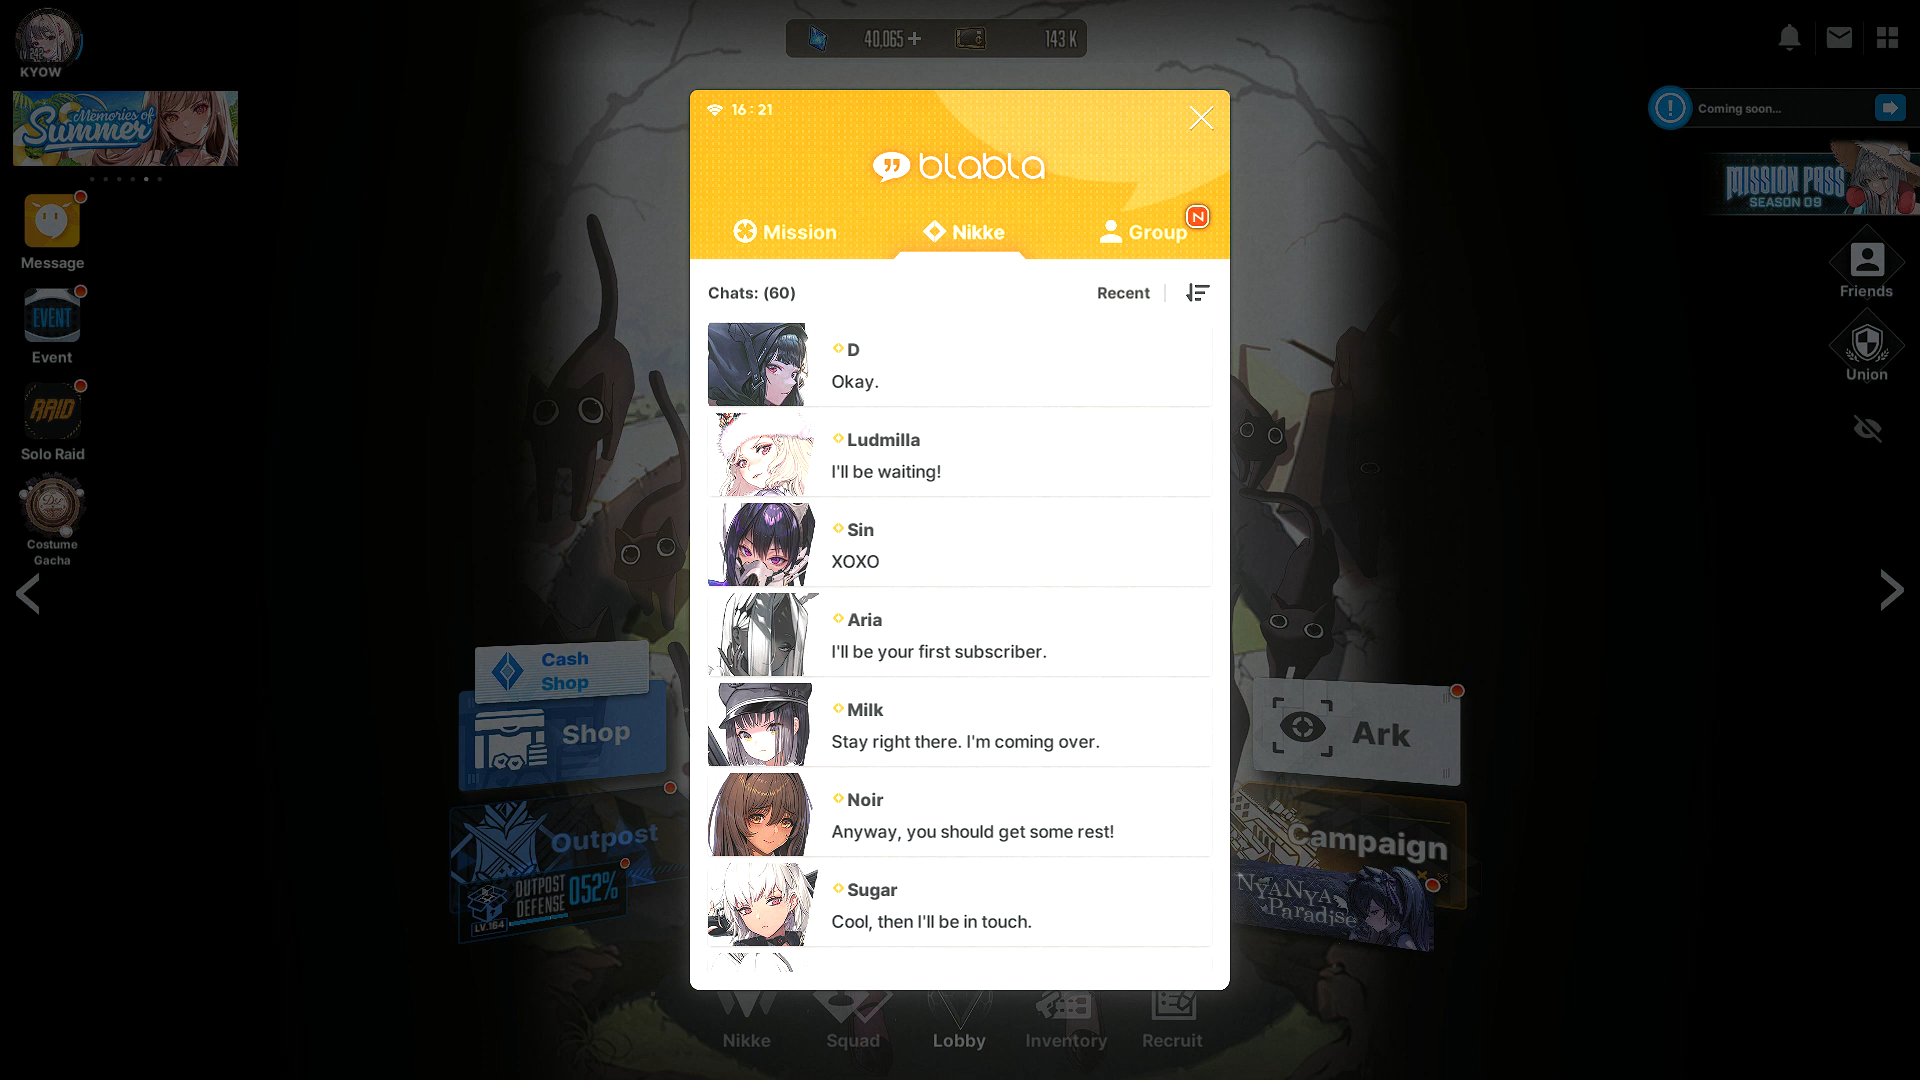 LV.242
KYOW
40,065
143 K
Memories of
Summer
Message
EVENT
Event
RAID
Solo Raid
Costume
Gacha
Coming soon...
MISSION PASS
SEASON 09
Friends
Union
16 : 21
blabla
Mission
Nikke
Group
N
Chats: (60)
Recent
D
Okay.
Ludmilla
I'll be waiting!
Sin
XOXO
Aria
I'll be your first subscriber.
Milk
Stay right there. I'm coming over.
Noir
Anyway, you should get some rest!
Sugar
Cool, then I'll be in touch.
Cash
Shop
Shop
Outpost
OUTPOST
DEFENSE
052%
LV.164
Ark
Campaign
NYANYA
Paradise
Nikke
Squad
Lobby
Inventory
Recruit